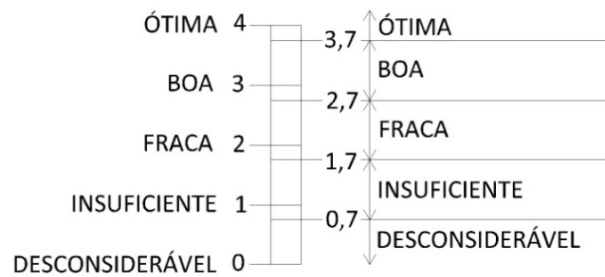 ÓTIMA 4
3,7 ÓTIMA
BOA 3
BOA
2,7
FRACA 2
FRACA
1,7
INSUFICIENTE 1
INSUFICIENTE
0,7
DESCONSIDERÁVEL 0
DESCONSIDERÁVEL